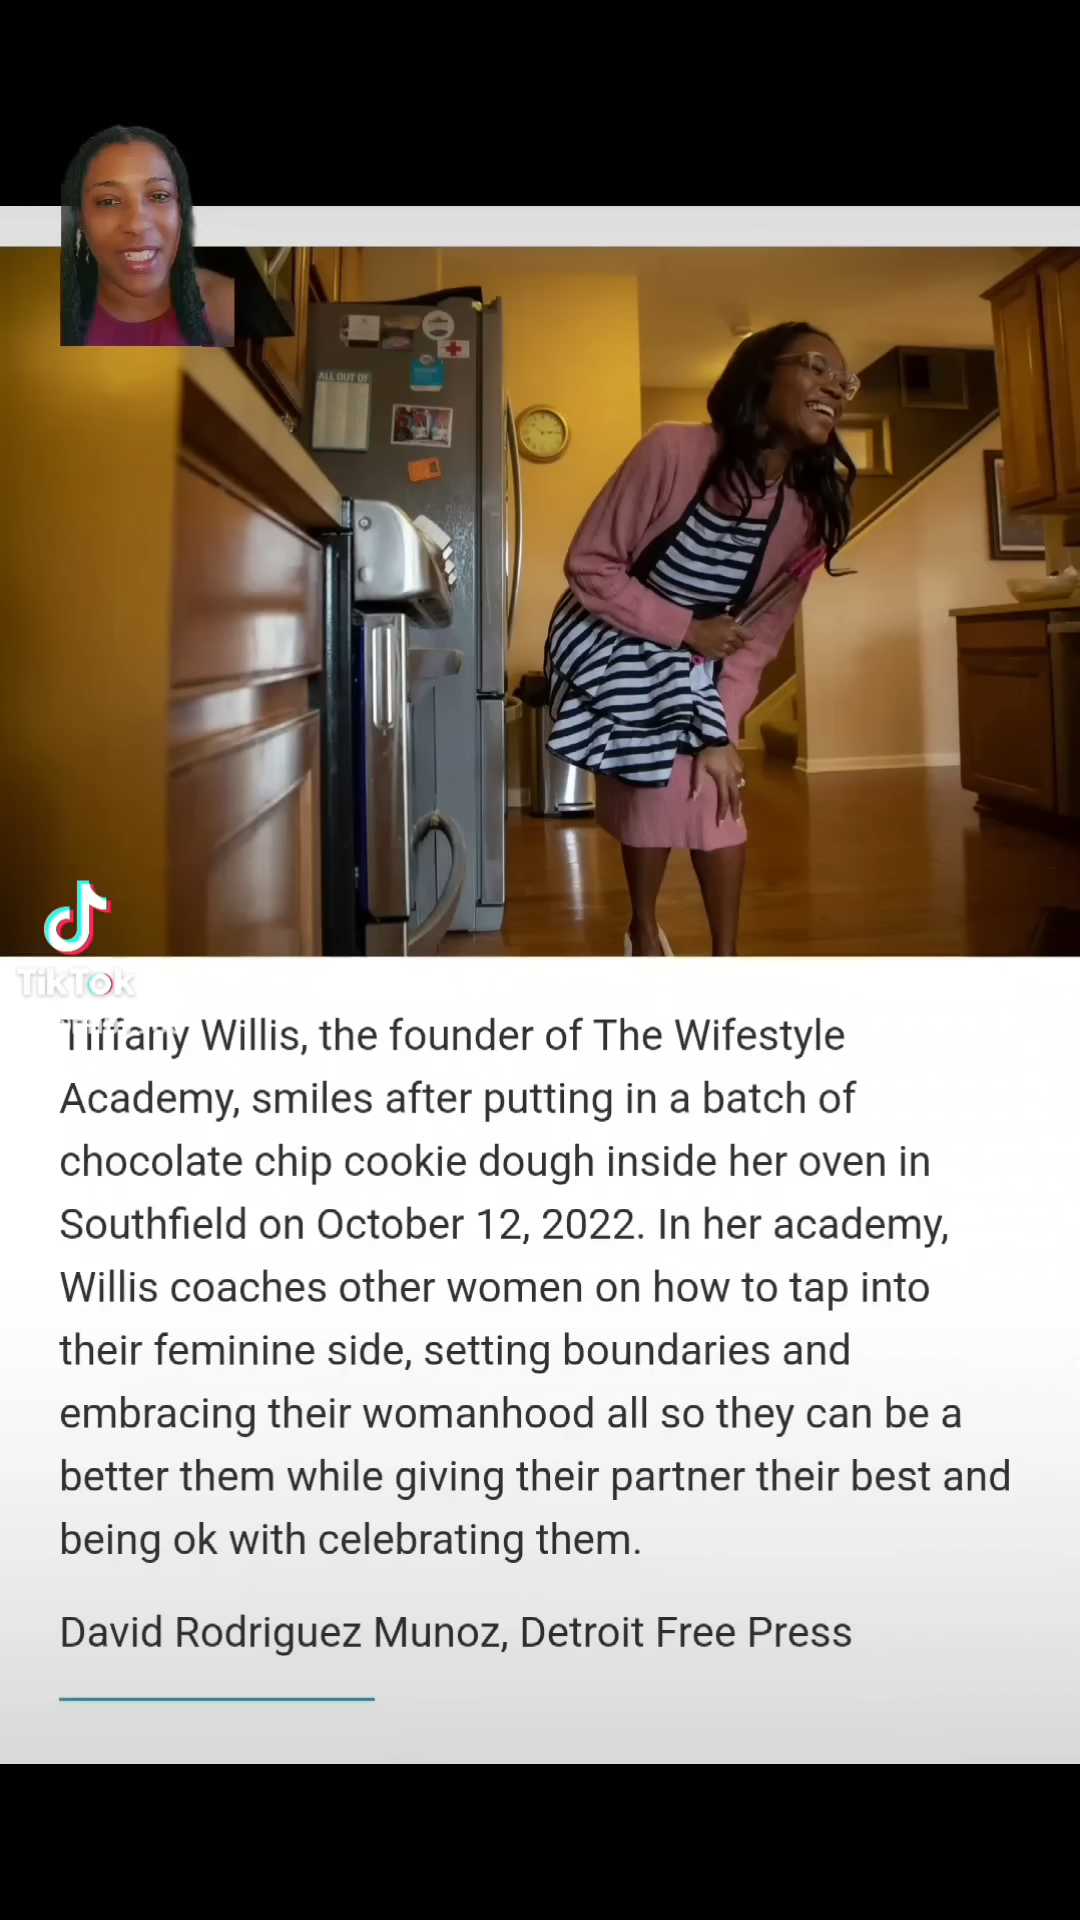 ALL OUT OF
TikTok
Tiffany Willis, the founder of The Wifestyle
Academy, smiles after putting in a batch of
chocolate chip cookie dough inside her oven in
Southfield on October 12, 2022. In her academy,
Willis coaches other women on how to tap into
their feminine side, setting boundaries and
embracing their womanhood all so they can be a
better them while giving their partner their best and
being ok with celebrating them.
David Rodriguez Munoz, Detroit Free Press